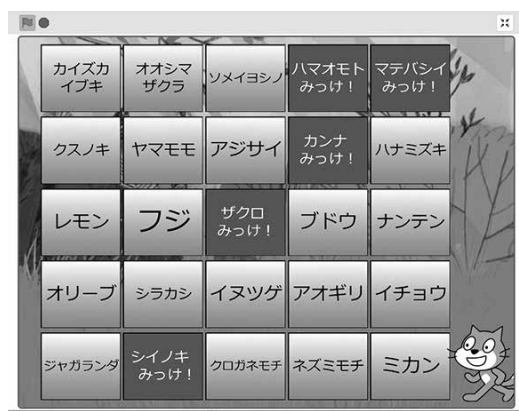 カイズカ
イブキ
オオシマ
ザクラ
ソメイヨシノ
ハマオモト
みっけ！
マテバシイ
みっけ！
クスノキ
ヤマモモ
アジサイ
カンナ
みっけ！
ハナミズキ
レモン
フジ
ザクロ
みっけ！
ブドウ
ナンテン
オリーブ
シラカシ
イヌツゲ
アオギリ
イチョウ
ジャガランダ
シイノキ
みっけ！
クロガネモチ
ネズミモチ
ミカン